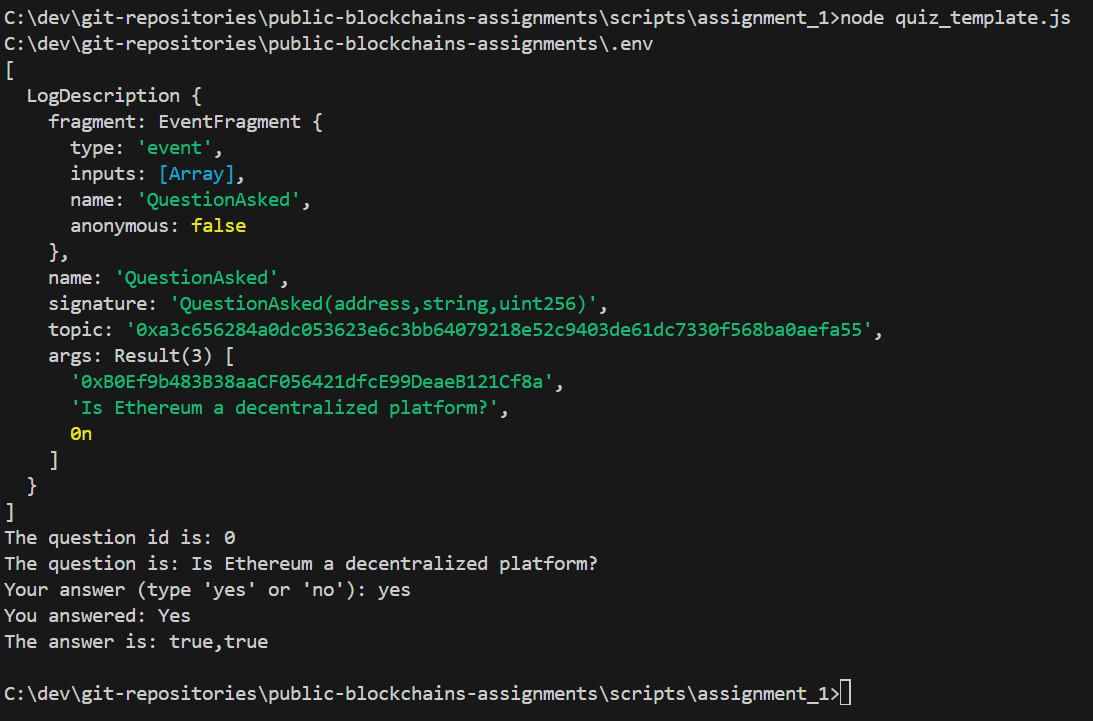 C:\dev\git-repositories\public-blockchains-assignments\scripts\assignment_1>node quiz_template.js
C:\dev\git-repositories\public-blockchains-assignments\.env
[
  LogDescription {
    fragment: EventFragment {
      type: 'event',
      inputs: [Array],
      name: 'QuestionAsked',
      anonymous: false
    },
    name: 'QuestionAsked',
    signature: 'QuestionAsked(address,string,uint256)',
    topic: '0xa3c656284a0dc053623e6c3bb64079218e52c9403de61dc7330f568ba0aefa55',
    args: Result(3) [
      '0xB0Ef9b483B38aaCF056421dfcE99DeaeB121Cf8a',
      'Is Ethereum a decentralized platform?',
      0n
    ]
  }
]
The question id is: 0
The question is: Is Ethereum a decentralized platform?
Your answer (type 'yes' or 'no'): yes
You answered: Yes
The answer is: true,true
C:\dev\git-repositories\public-blockchains-assignments\scripts\assignment_1>